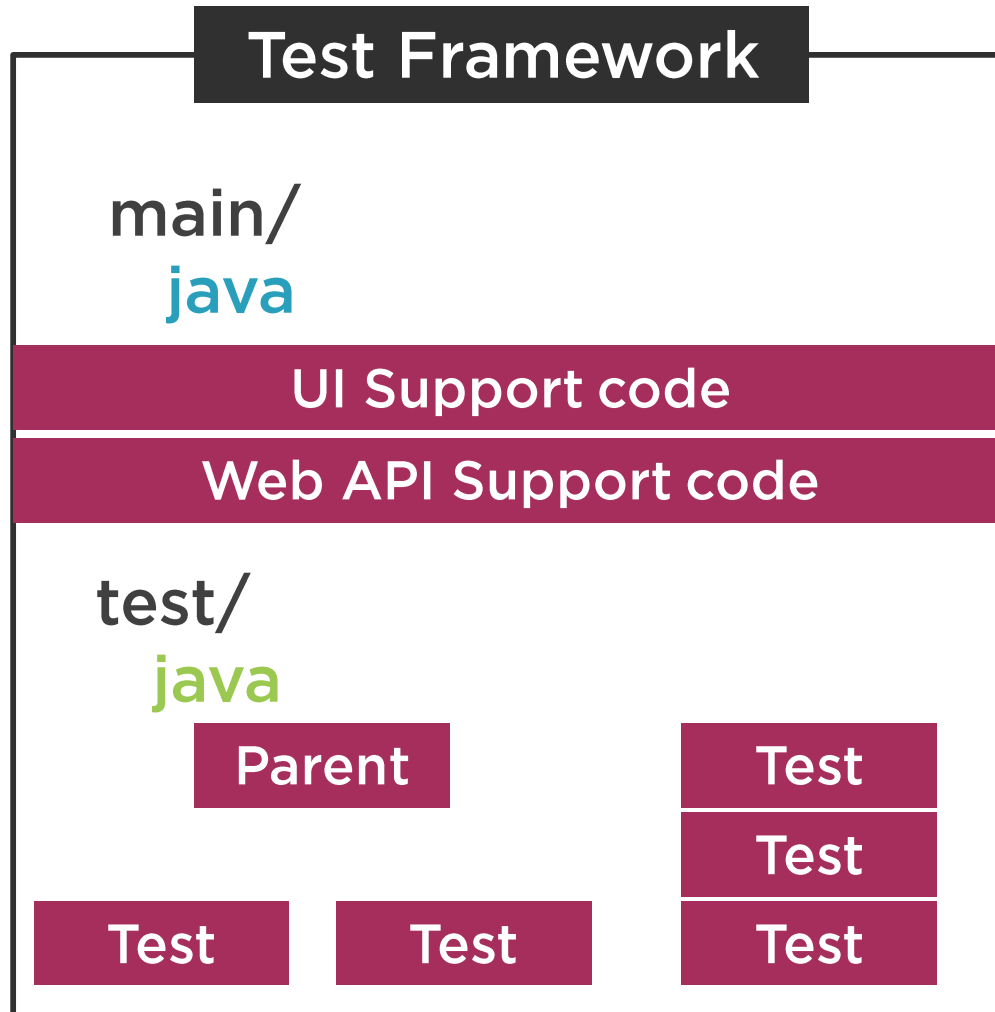 Test Framework
main/
java
UI Support code
Web API Support code
test/
java
Parent
Test
Test
Test
Test
Test